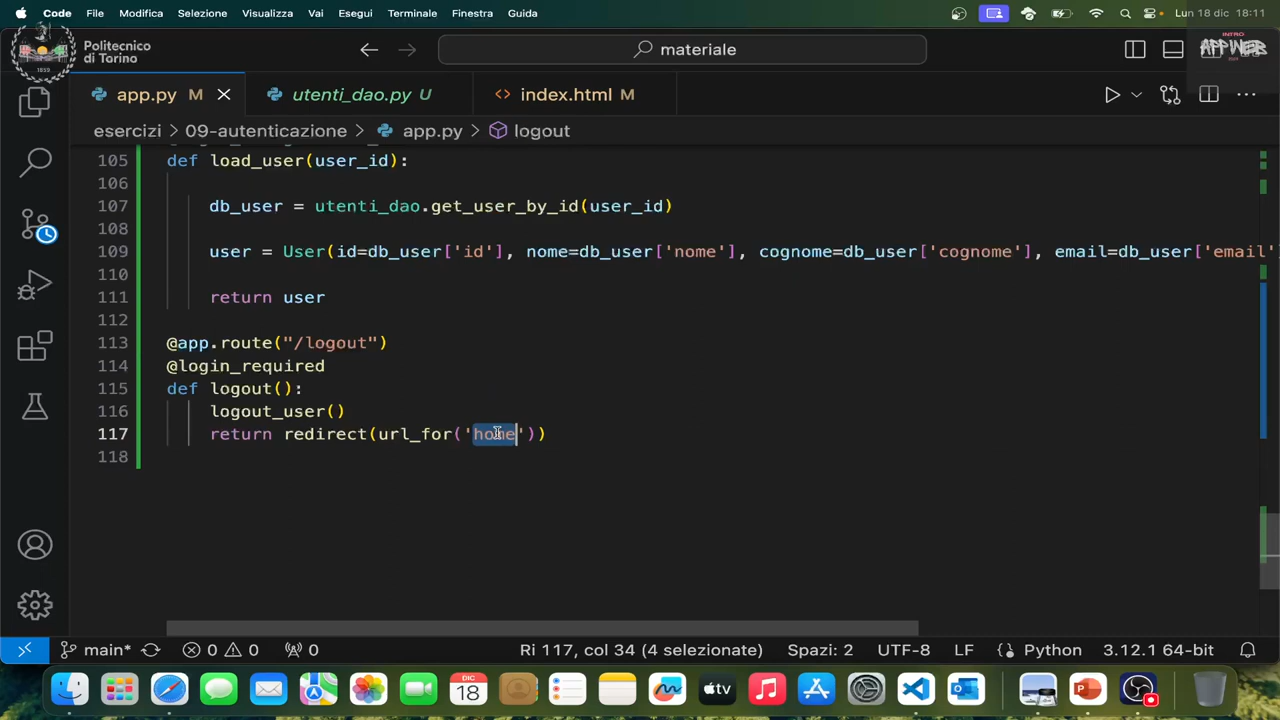 Code File Modifica Selezione Visualizza Vai Esegui Terminale Finestra Guida Lun 18 dic 18:11
Politecnico
di Torino
1859
materiale
INTRO
APPWEB
app.py M utenti_dao.py U index.html M
esercizi > 09-autenticazione > app.py > logout
105 def load_user(user_id):
106
107 db_user = utenti_dao.get_user_by_id(user_id)
108
109 user = User(id=db_user['id'], nome=db_user['nome'], cognome=db_user['cognome'], email=db_user['email'
110
111 return user
112
113 @app.route("/logout")
114 @login_required
115 def logout():
116 logout_user()
117 return redirect(url_for('home'))
118
main* 0 0 0 Ri 117, col 34 (4 selezionate) Spazi: 2 UTF-8 LF Python 3.12.1 64-bit
DEC
18
tv